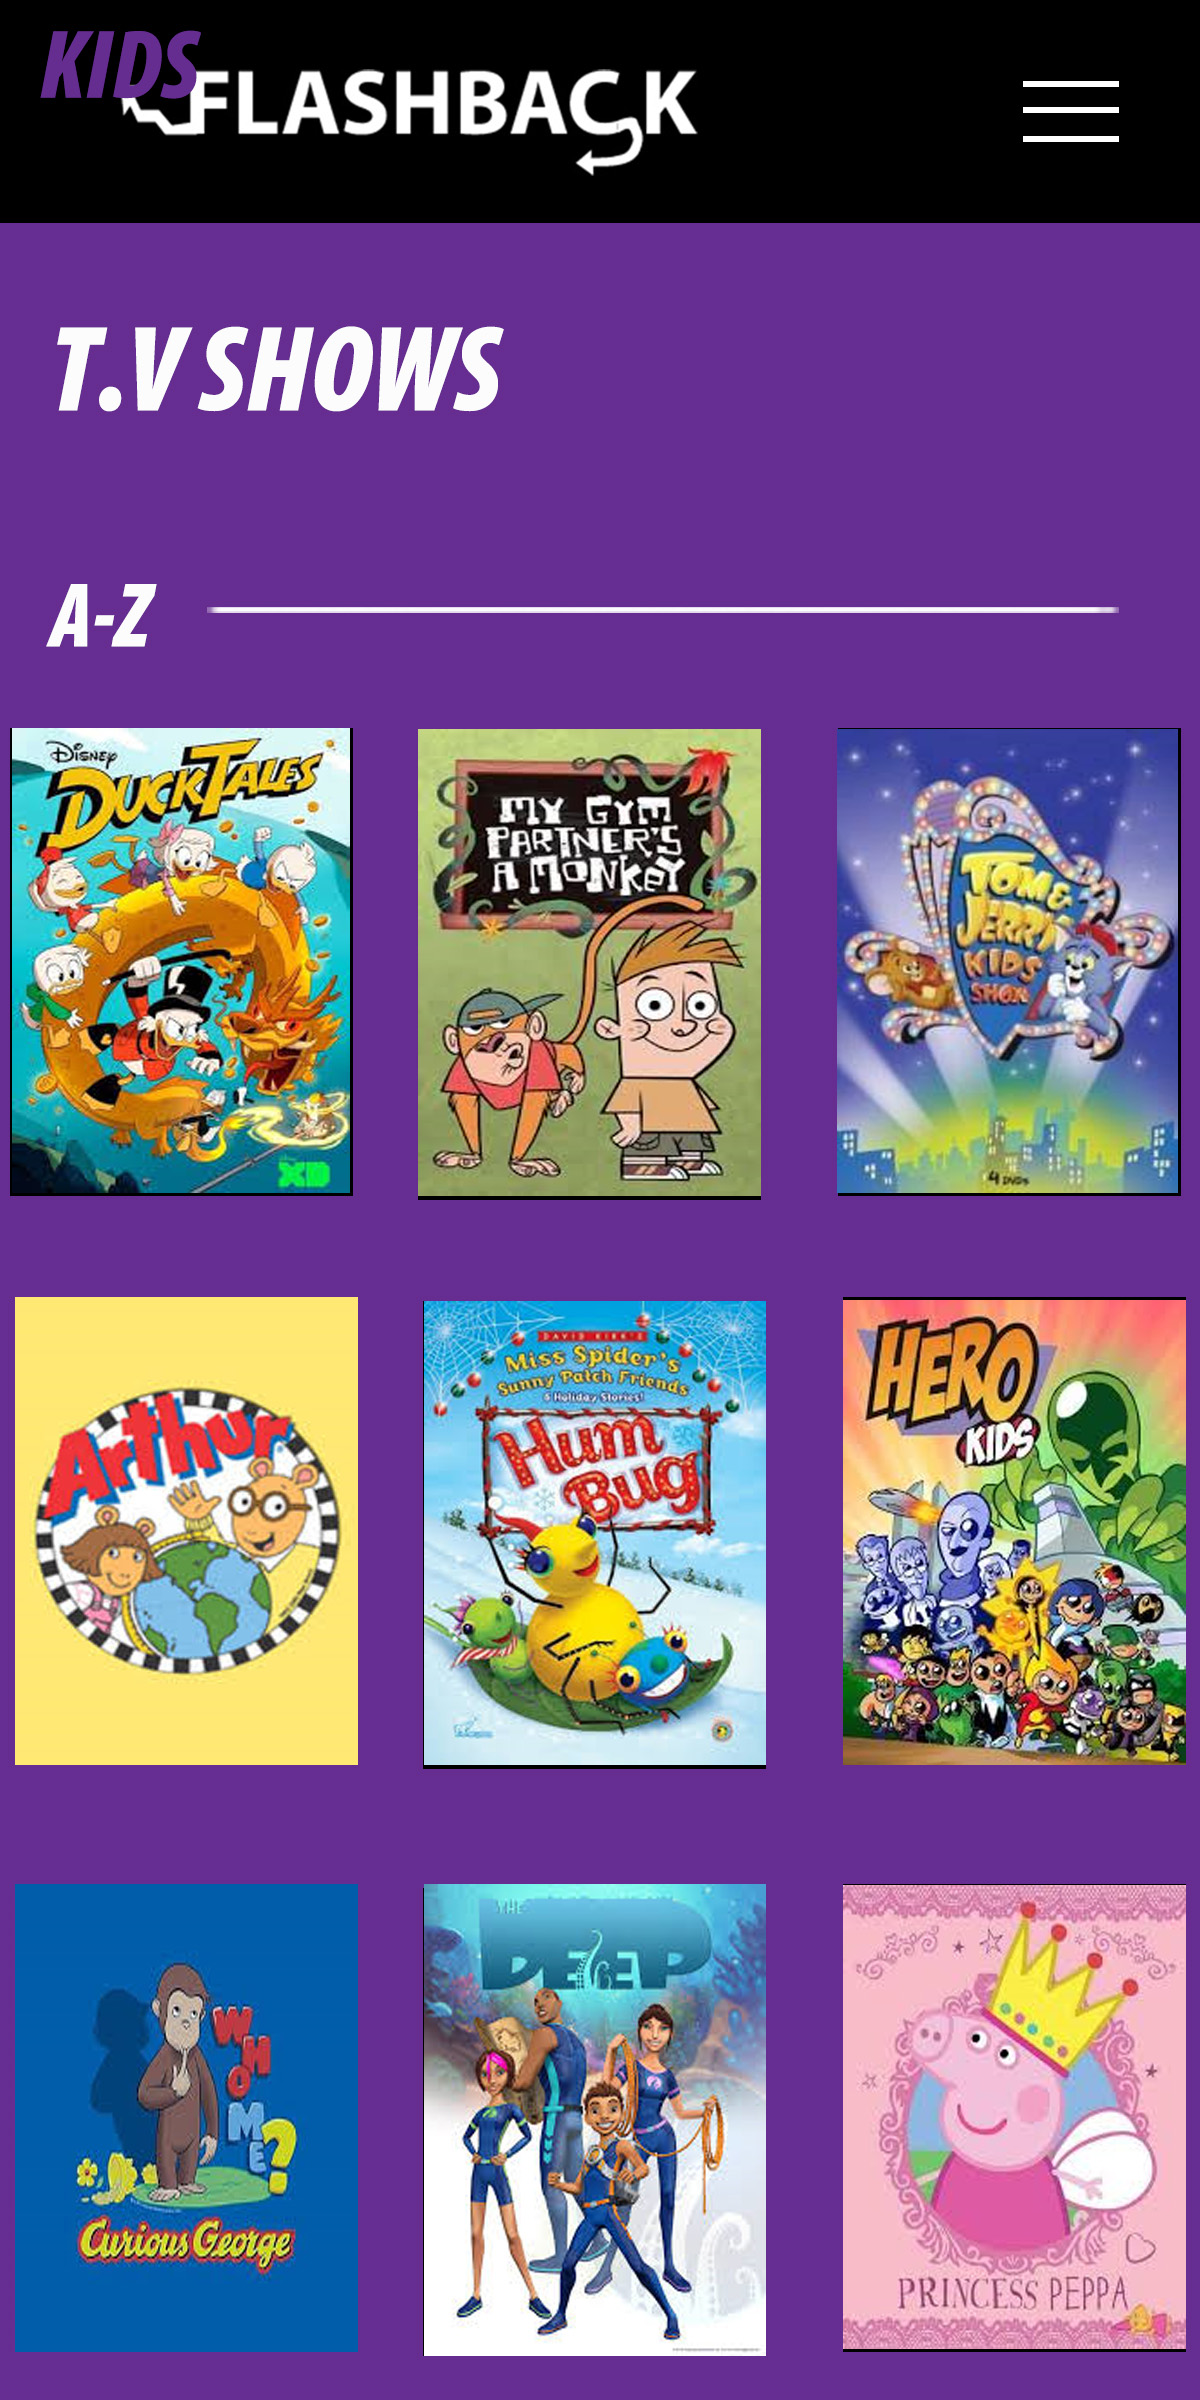 KIDS
FLASHBACK
T.V SHOWS
A-Z
Disney
DUCKTALES
XD
MY GYM
PARTNER'S
A MONKEY
TOM &
JERRY
KIDS
SHOW
4 DVDs
Arthur
DAVID KIRK'S
Miss Spider's
Sunny Patch Friends
6 Holiday Stories!
Hum
Bug
HERO
KIDS
WHO
ME?
Curious George
THE
DEEP
PRINCESS PEPPA